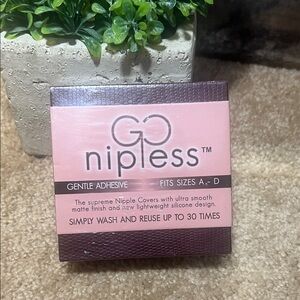 GO
nipless™
GENTLE ADHESIVE FITS SIZES A - D
The supreme Nipple Covers with ultra smooth
matte finish and new lightweight silicone design.
SIMPLY WASH AND REUSE UP TO 30 TIMES